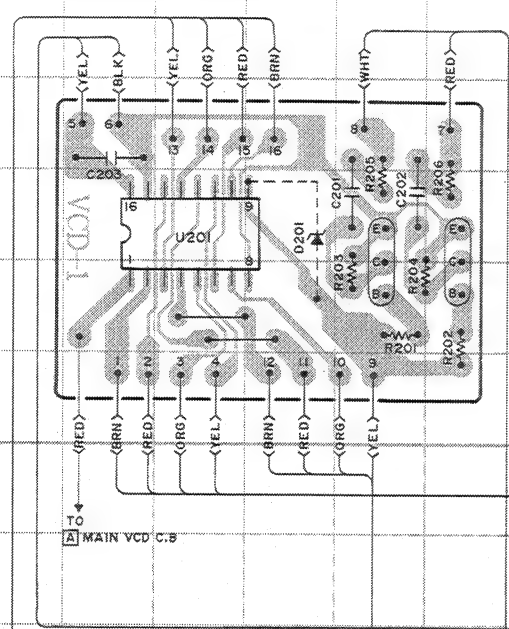 <YEL>
<BLK>
<YEL>
<ORG>
<RED>
<BRN>
<WHT>
<RED>
5
6
13
14
15
16
8
7
C203
R205
C201
C202
R206
16
9
VCD-1
U201
D201
E
E
C
C
R203
R204
1
8
B
B
R201
R202
1
2
3
4
12
11
10
9
<RED>
<BRN>
<RED>
<ORG>
<YEL>
<BRN>
<RED>
<ORG>
<YEL>
TO
A MAIN VCD C.B